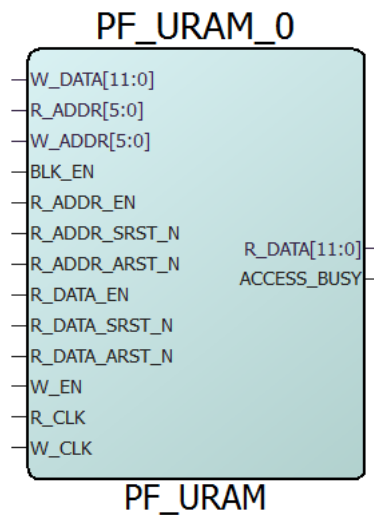 PF_URAM_0
W_DATA[11:0]
R_ADDR[5:0]
W_ADDR[5:0]
BLK_EN
R_ADDR_EN
R_ADDR_SRST_N
R_ADDR_ARST_N
R_DATA_EN
R_DATA_SRST_N
R_DATA_ARST_N
W_EN
R_CLK
W_CLK
R_DATA[11:0]
ACCESS_BUSY
PF_URAM